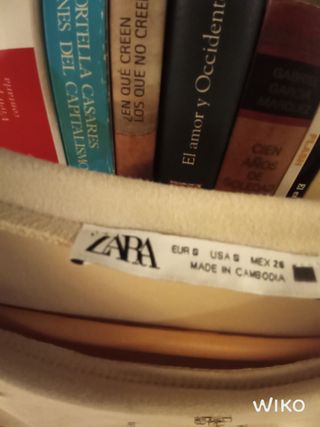 ORTELLA CASARES
NES DEL CAPITALISMO
¿EN QUÉ CREEN
LOS QUE NO CREEN
El amor y Occidente
GABRIEL
GARCÍA
MÁRQUEZ
CIEN
AÑOS
DE
SOLEDAD
ZARA
EUR S USA S MEX 26
MADE IN CAMBODIA
WIKO